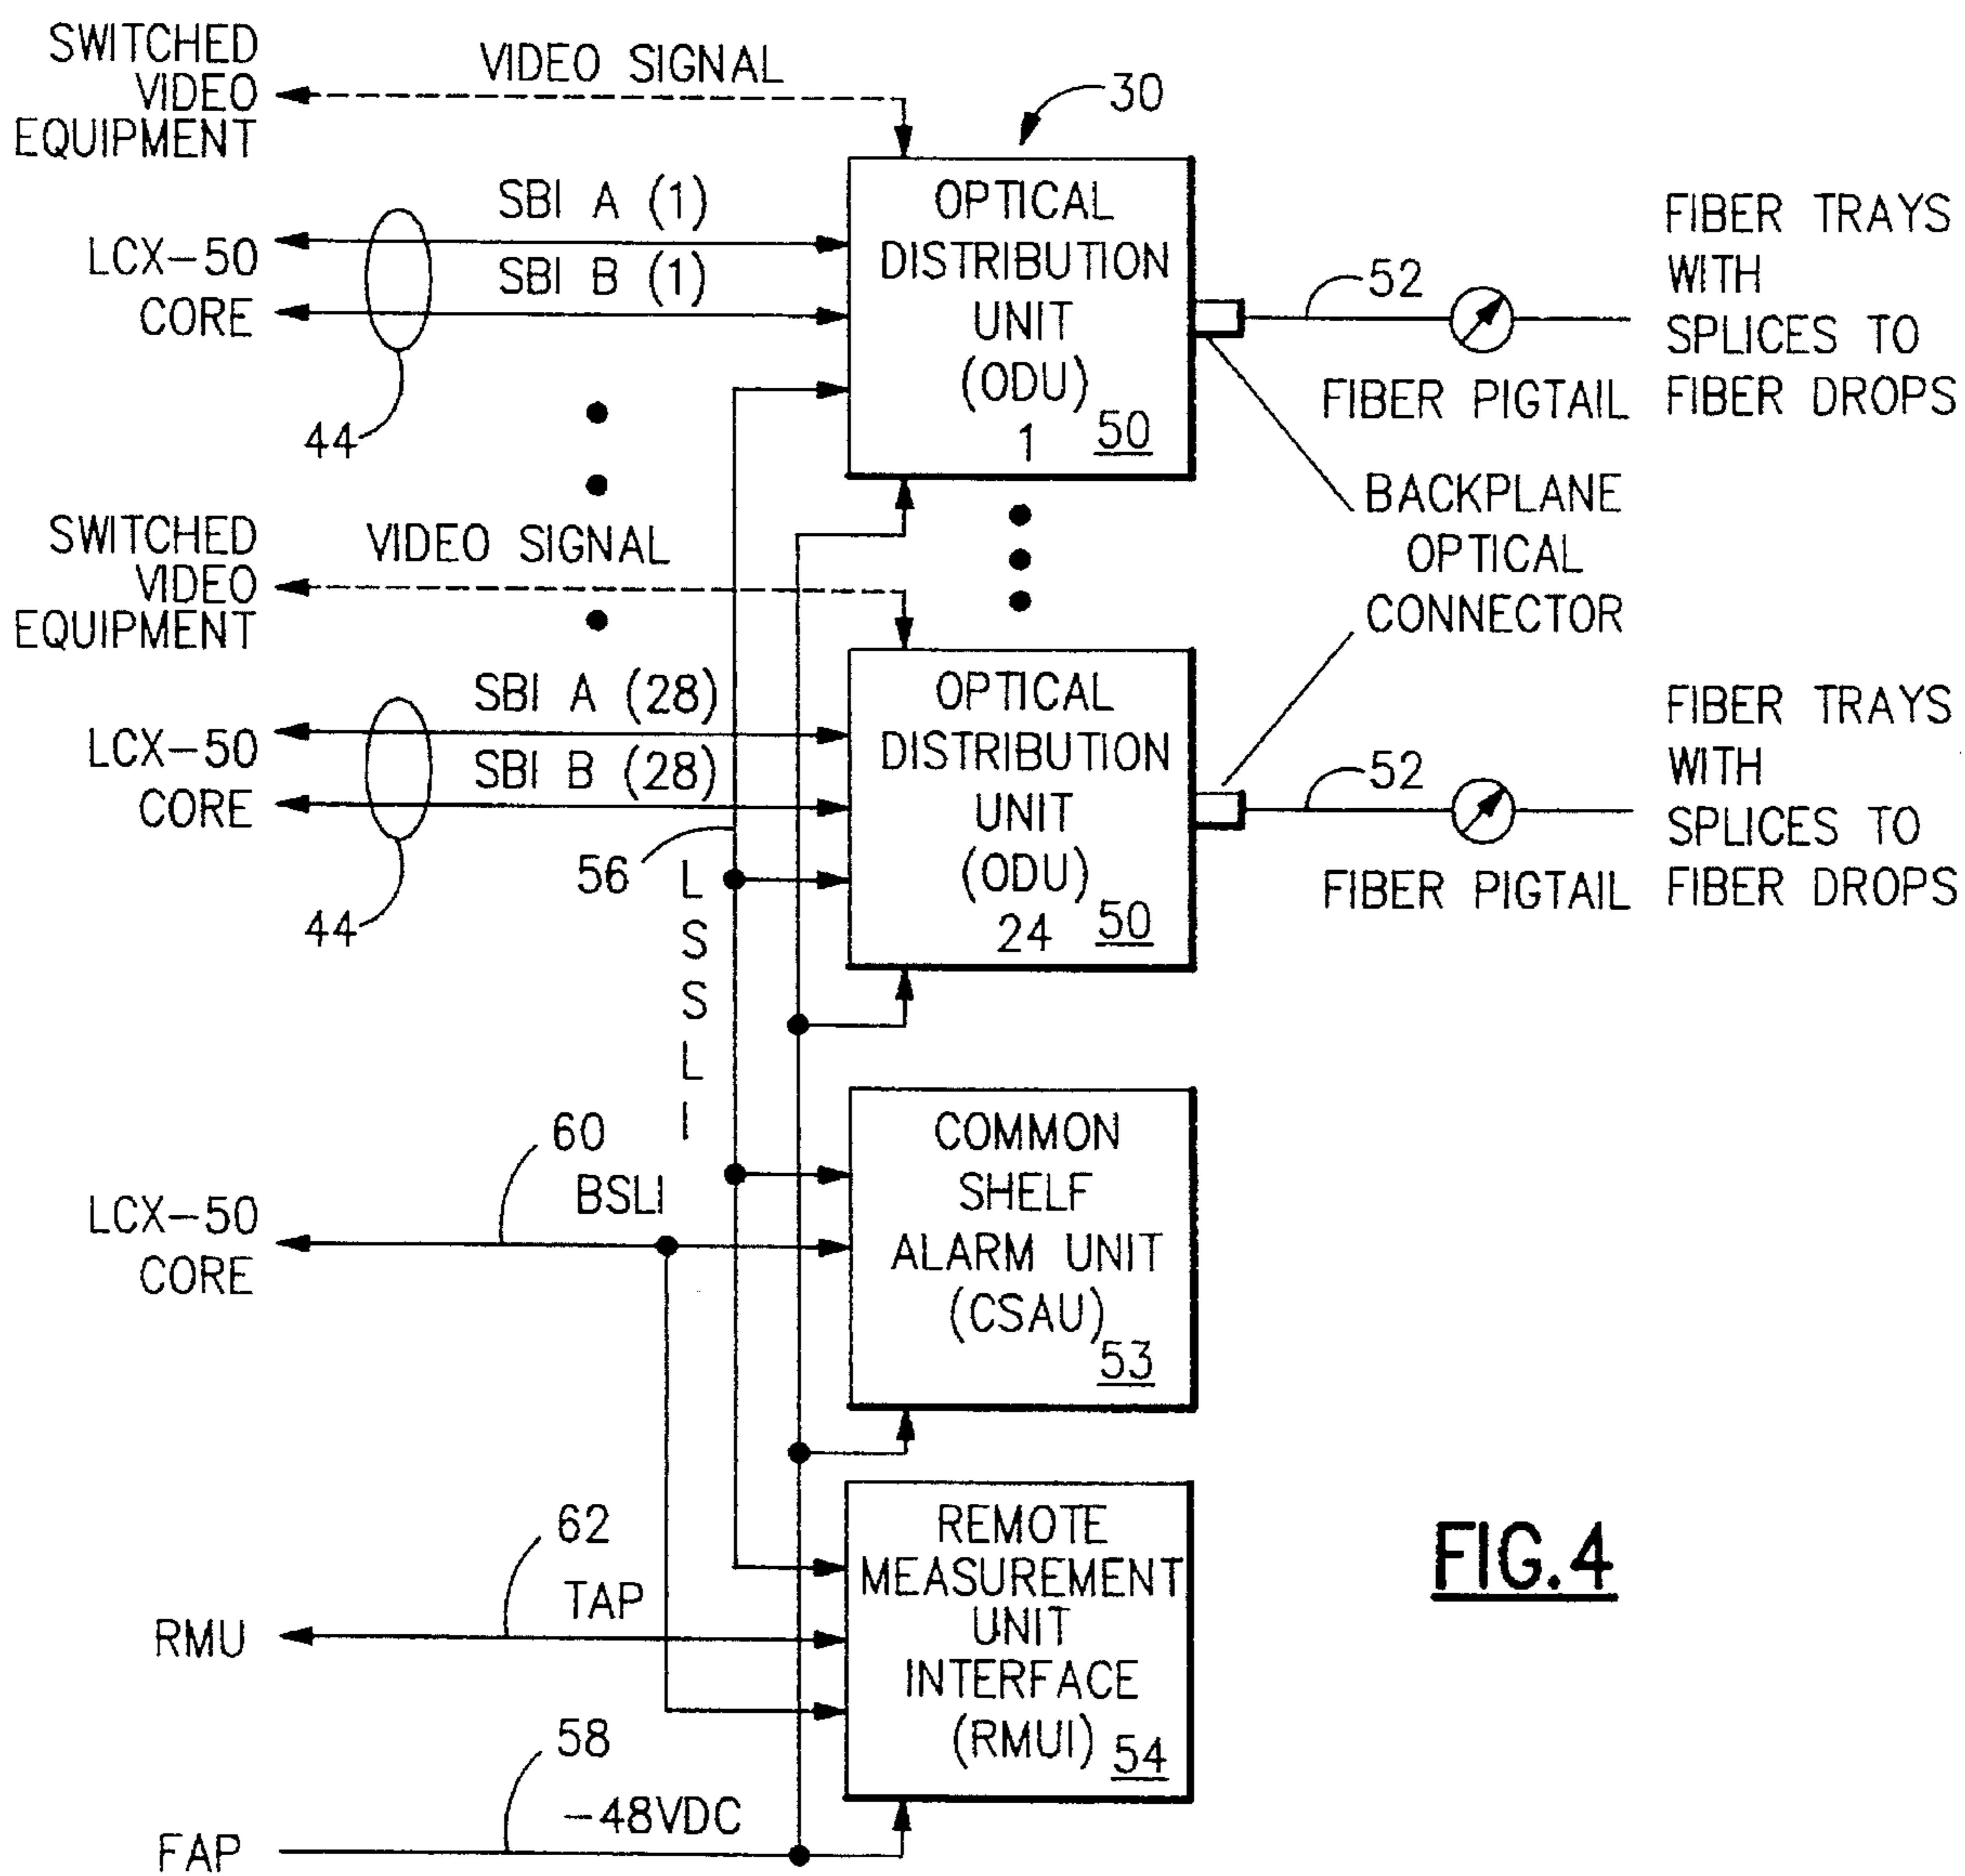 SWITCHED
VIDEO
EQUIPMENT
VIDEO SIGNAL
30
LCX-50
CORE
SBI A (1)
SBI B (1)
44
OPTICAL
DISTRIBUTION
UNIT
(ODU)
1
50
52
FIBER PIGTAIL
FIBER TRAYS
WITH
SPLICES TO
FIBER DROPS
BACKPLANE
OPTICAL
CONNECTOR
SWITCHED
VIDEO
EQUIPMENT
VIDEO SIGNAL
LCX-50
CORE
SBI A (28)
SBI B (28)
44
56
LSSLI
OPTICAL
DISTRIBUTION
UNIT
(ODU)
24
50
52
FIBER PIGTAIL
FIBER TRAYS
WITH
SPLICES TO
FIBER DROPS
LCX-50
CORE
60
BSLI
COMMON
SHELF
ALARM UNIT
(CSAU)
53
RMU
62
TAP
REMOTE
MEASUREMENT
UNIT
INTERFACE
(RMUI)
54
FAP
58
-48VDC
FIG.4